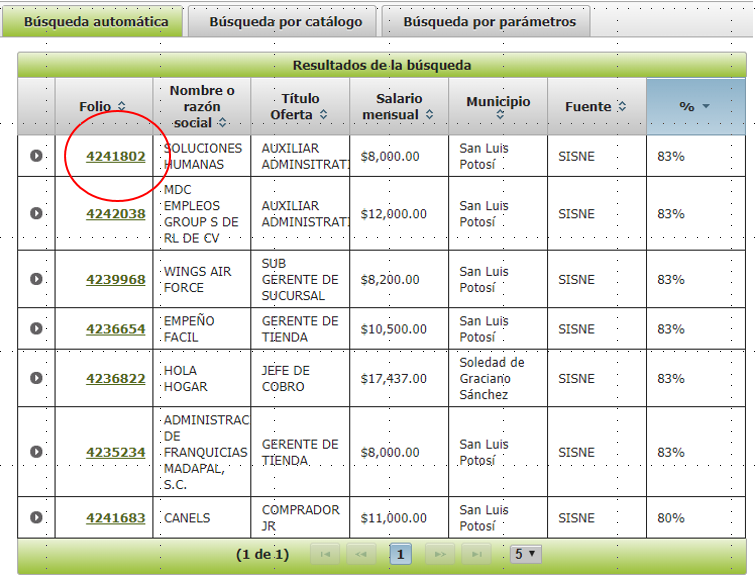 Búsqueda automática Búsqueda por catálogo Búsqueda por parámetros
Resultados de la búsqueda
Folio Nombre o razón social Título Oferta Salario mensual Municipio Fuente %
4241802 SOLUCIONES HUMANAS AUXILIAR ADMINSITRATI $8,000.00 San Luis Potosí SISNE 83%
4242038 MDC EMPLEOS GROUP S DE RL DE CV AUXILIAR ADMINISTRATI $12,000.00 San Luis Potosí SISNE 83%
4239968 WINGS AIR FORCE SUB GERENTE DE SUCURSAL $8,200.00 San Luis Potosí SISNE 83%
4236654 EMPEÑO FACIL GERENTE DE TIENDA $10,500.00 San Luis Potosí SISNE 83%
4236822 HOLA HOGAR JEFE DE COBRO $17,437.00 Soledad de Graciano Sánchez SISNE 83%
4235234 ADMINISTRAC DE FRANQUICIAS MADAPAL, S.C. GERENTE DE TIENDA $8,000.00 San Luis Potosí SISNE 83%
4241683 CANELS COMPRADOR JR $11,000.00 San Luis Potosí SISNE 80%
(1 de 1) 1 5